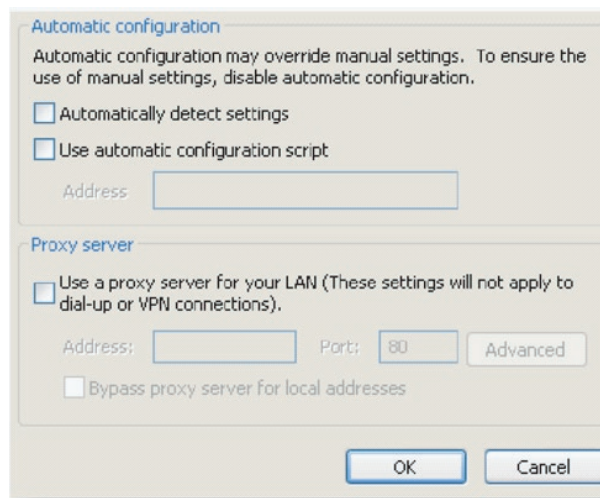 Automatic configuration
Automatic configuration may override manual settings.  To ensure the
use of manual settings, disable automatic configuration.
Automatically detect settings
Use automatic configuration script
Address
Proxy server
Use a proxy server for your LAN (These settings will not apply to
dial-up or VPN connections).
Address: Port: 80 Advanced
Bypass proxy server for local addresses
OK Cancel